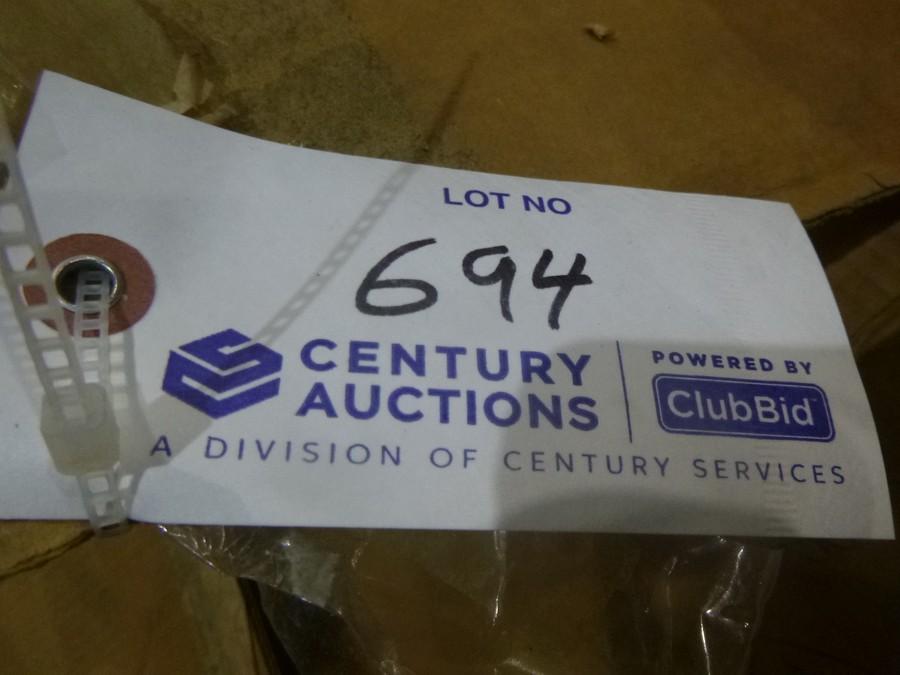 LOT NO
694
CENTURY
AUCTIONS
POWERED BY
ClubBid
A DIVISION OF CENTURY SERVICES